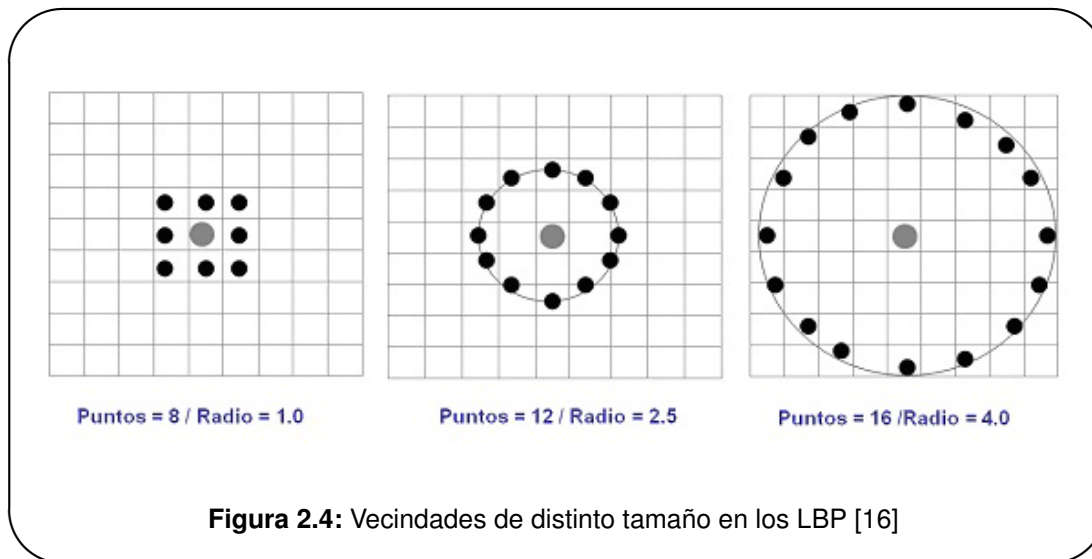 Puntos = 8 / Radio = 1.0
Puntos = 12 / Radio = 2.5
Puntos = 16 /Radio = 4.0
Figura 2.4: Vecindades de distinto tamaño en los LBP [16]